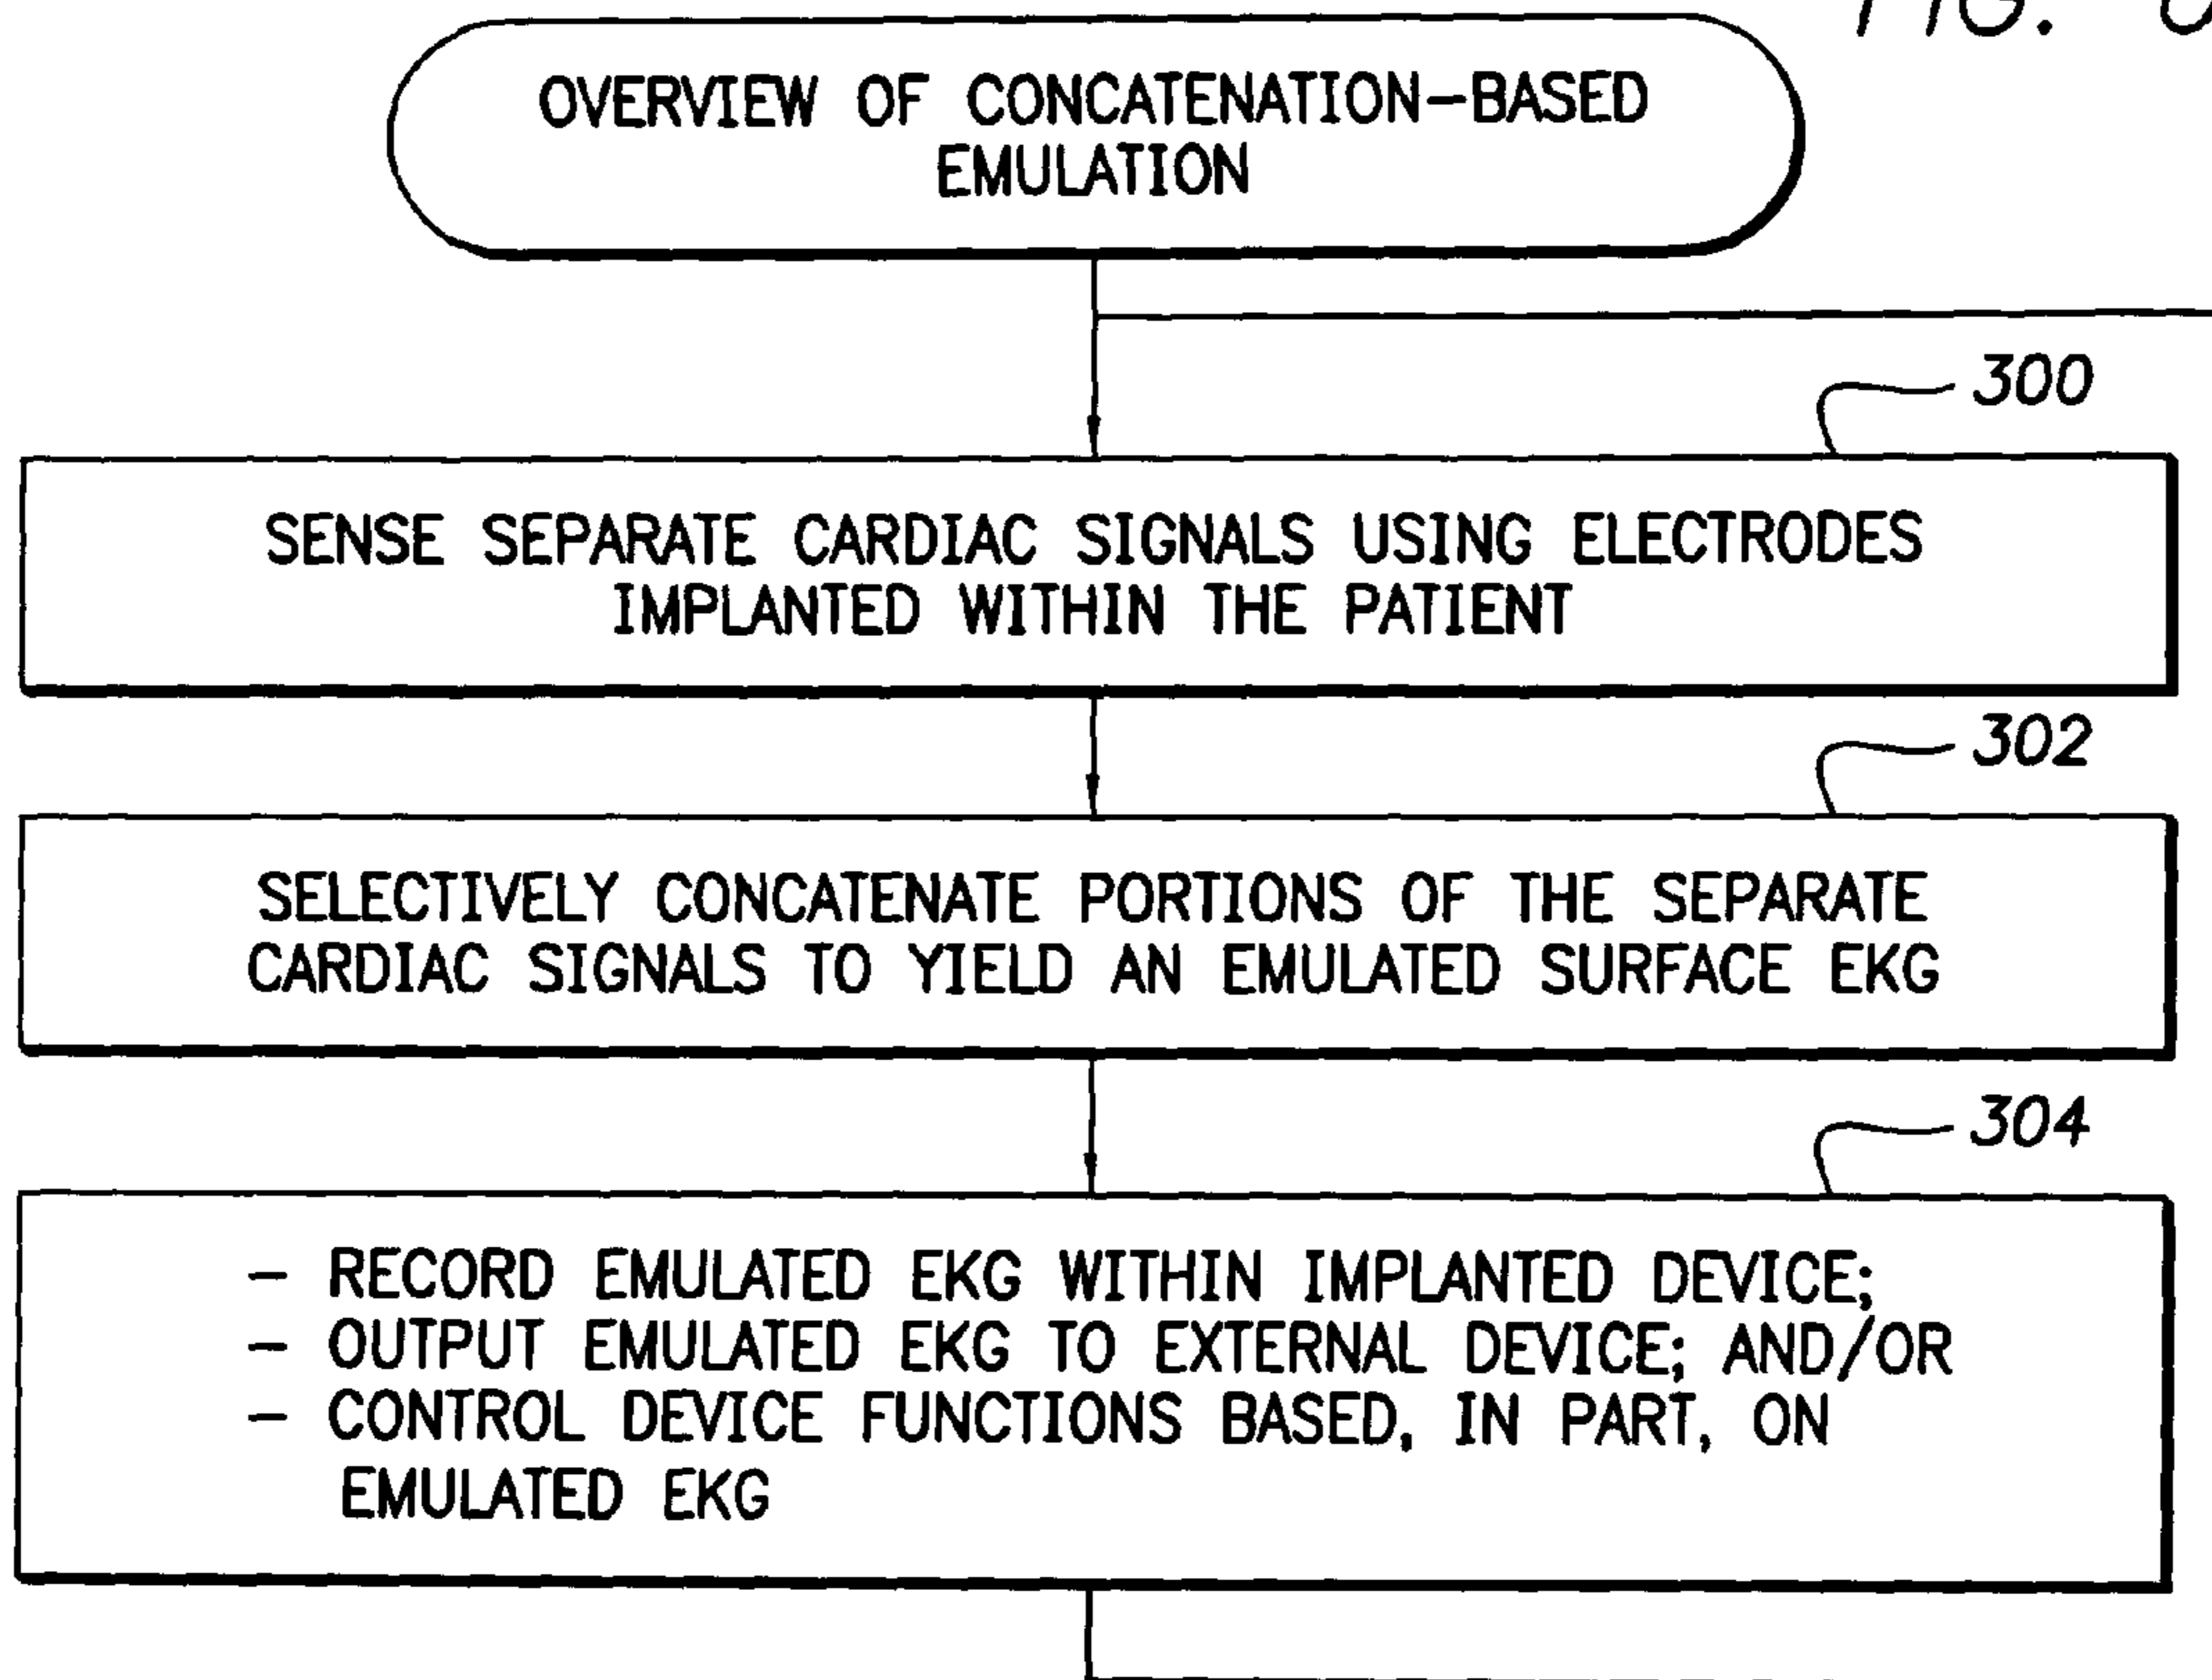 FIG.
OVERVIEW OF CONCATENATION-BASED
EMULATION
300
SENSE SEPARATE CARDIAC SIGNALS USING ELECTRODES
IMPLANTED WITHIN THE PATIENT
302
SELECTIVELY CONCATENATE PORTIONS OF THE SEPARATE
CARDIAC SIGNALS TO YIELD AN EMULATED SURFACE EKG
304
- RECORD EMULATED EKG WITHIN IMPLANTED DEVICE;
- OUTPUT EMULATED EKG TO EXTERNAL DEVICE; AND/OR
- CONTROL DEVICE FUNCTIONS BASED, IN PART, ON
EMULATED EKG